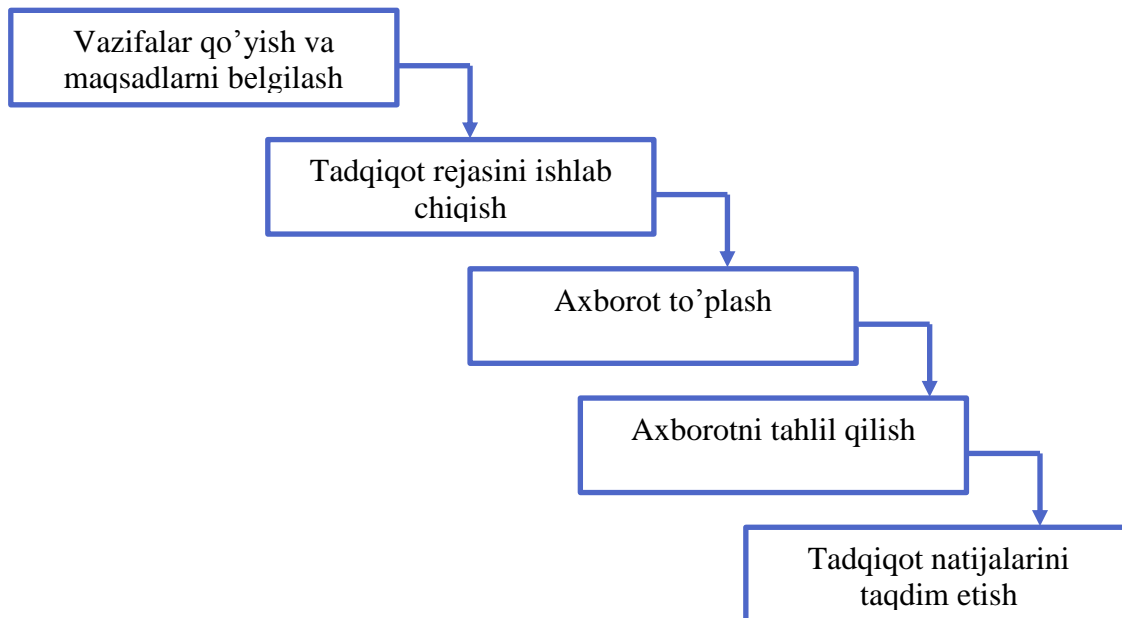 Vazifalar qo’yish va
maqsadlarni belgilash
Tadqiqot rejasini ishlab
chiqish
Axborot to’plash
Axborotni tahlil qilish
Tadqiqot natijalarini
taqdim etish